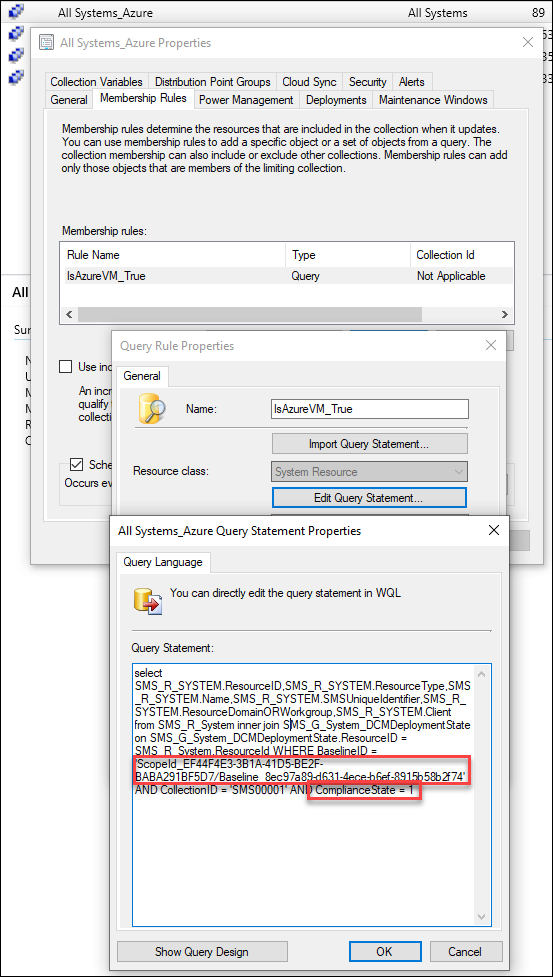 All Systems_Azure All Systems 89
All Systems_Azure Properties
Collection Variables Distribution Point Groups Cloud Sync Security Alerts
General Membership Rules Power Management Deployments Maintenance Windows
Membership rules determine the resources that are included in the collection when it updates.
You can use membership rules to add a specific object or a set of objects from a query. The
collection membership can also include or exclude other collections. Membership rules can add
only those objects that are members of the limiting collection.
Membership rules:
Rule Name Type Collection Id
IsAzureVM_True Query Not Applicable
All
Sur
Use inc
An incre
qualify
collectio
Sche
Occurs eve
Query Rule Properties
General
Name: IsAzureVM_True
Import Query Statement...
Resource class: System Resource
Edit Query Statement...
All Systems_Azure Query Statement Properties
Query Language
You can directly edit the query statement in WQL
Query Statement:
select
SMS_R_SYSTEM.ResourceID,SMS_R_SYSTEM.ResourceType,SMS
_R_SYSTEM.Name,SMS_R_SYSTEM.SMSUniqueIdentifier,SMS_R_
SYSTEM.ResourceDomainORWorkgroup,SMS_R_SYSTEM.Client
from SMS_R_System inner join SMS_G_System_DCMDeploymentState
on SMS_G_System_DCMDeploymentState.ResourceID =
SMS_R_System.ResourceId WHERE BaselineID =
'ScopeId_EF44F4E3-3B1A-41D5-BE2F-
BABA291BF5D7/Baseline_8ec97a89-d631-4ece-b6ef-8915b58b2f74'
AND CollectionID = 'SMS00001' AND ComplianceState = 1
Show Query Design OK Cancel